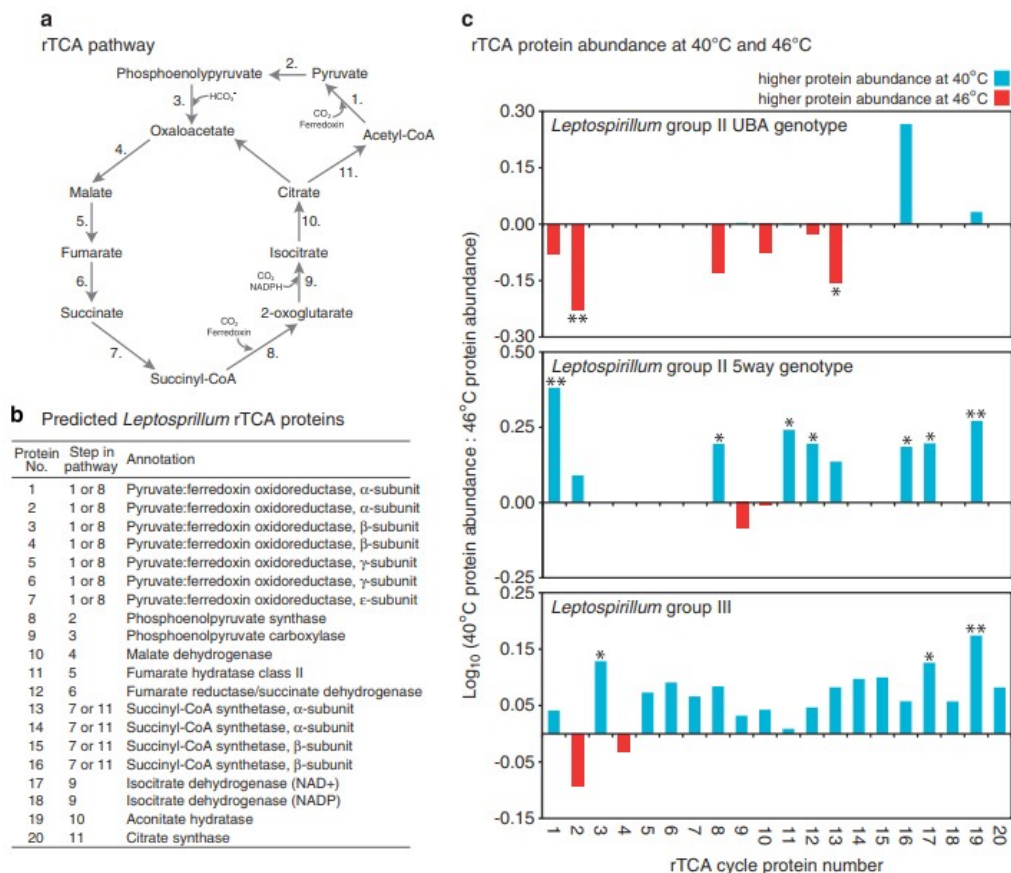 a
rTCA pathway
Phosphoenolypyruvate
2.
Pyruvate
3.
HCO₃⁻
1.
CO₂
Ferredoxin
Oxaloacetate
Acetyl-CoA
4.
11.
Malate
Citrate
5.
10.
Fumarate
Isocitrate
6.
CO₂
NADPH
9.
Succinate
2-oxoglutarate
CO₂
Ferredoxin
7.
8.
Succinyl-CoA
b Predicted Leptosprillum rTCA proteins
Protein No. Step in pathway Annotation
1 1 or 8 Pyruvate:ferredoxin oxidoreductase, α-subunit
2 1 or 8 Pyruvate:ferredoxin oxidoreductase, α-subunit
3 1 or 8 Pyruvate:ferredoxin oxidoreductase, β-subunit
4 1 or 8 Pyruvate:ferredoxin oxidoreductase, β-subunit
5 1 or 8 Pyruvate:ferredoxin oxidoreductase, γ-subunit
6 1 or 8 Pyruvate:ferredoxin oxidoreductase, γ-subunit
7 1 or 8 Pyruvate:ferredoxin oxidoreductase, ε-subunit
8 2 Phosphoenolpyruvate synthase
9 3 Phosphoenolpyruvate carboxylase
10 4 Malate dehydrogenase
11 5 Fumarate hydratase class II
12 6 Fumarate reductase/succinate dehydrogenase
13 7 or 11 Succinyl-CoA synthetase, α-subunit
14 7 or 11 Succinyl-CoA synthetase, α-subunit
15 7 or 11 Succinyl-CoA synthetase, β-subunit
16 7 or 11 Succinyl-CoA synthetase, β-subunit
17 9 Isocitrate dehydrogenase (NAD+)
18 9 Isocitrate dehydrogenase (NADP)
19 10 Aconitate hydratase
20 11 Citrate synthase
c
rTCA protein abundance at 40°C and 46°C
higher protein abundance at 40°C
higher protein abundance at 46°C
Log₁₀ (40°C protein abundance : 46°C protein abundance)
0.30
Leptospirillum group II UBA genotype
0.15
0.00
-0.15
*
**
-0.30
0.50
Leptospirillum group II 5way genotype
** * * * * * **
0.25
0.00
-0.25
0.25
Leptospirillum group III
* * **
0.15
0.05
-0.05
-0.15
1 2 3 4 5 6 7 8 9 10 11 12 13 14 15 16 17 18 19 20
rTCA cycle protein number